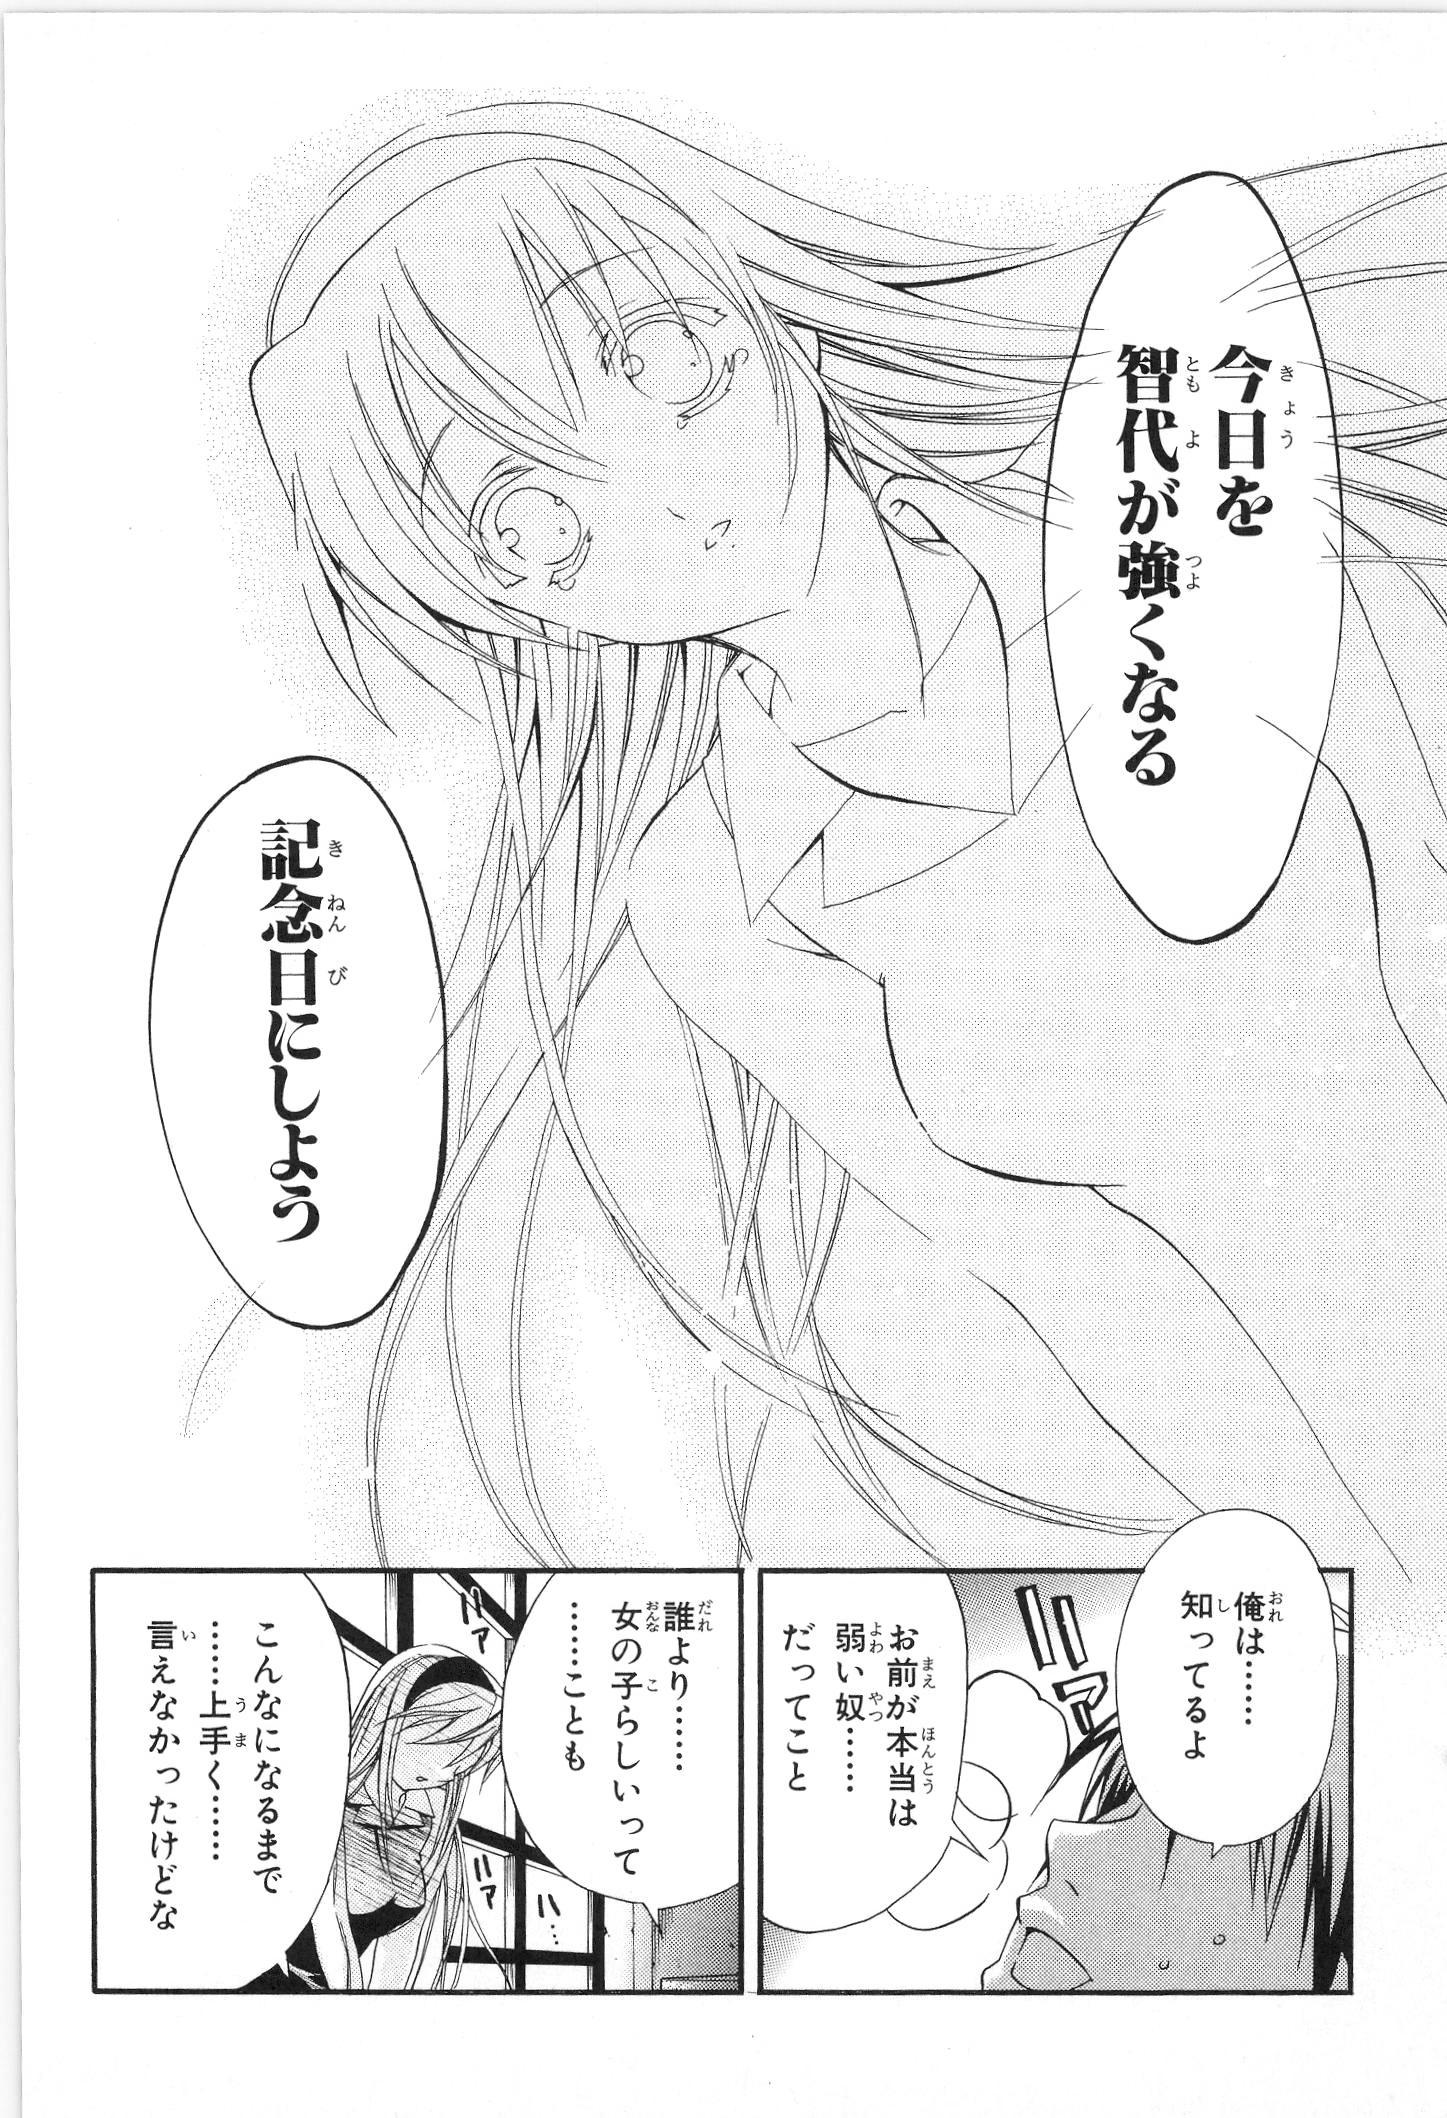 今日を
智代が強くなる
記念日にしよう
俺は……
知ってるよ
ハァ
お前が本当は
弱い奴……
だってこと
誰より……
女の子らしいって
……ことも
ハァ
ハァ
ハ…
こんなになるまで
……上手く……
言えなかったけどな